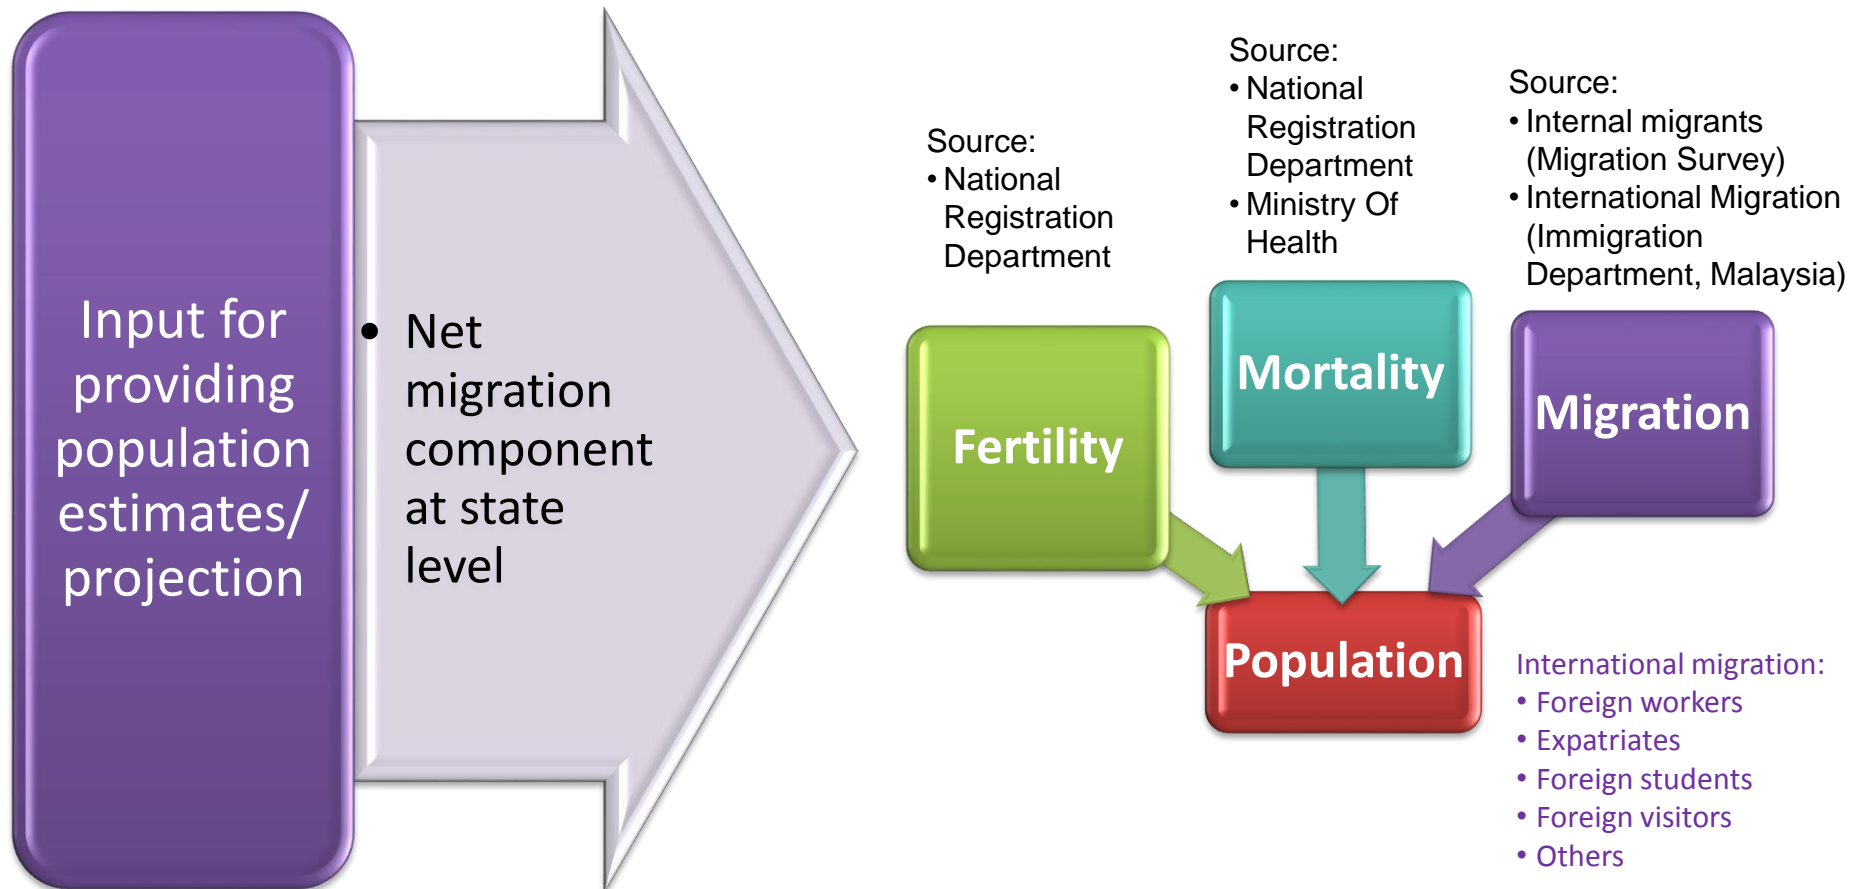 Input for
providing
population
estimates/
projection
• Net
migration
component
at state
level
Source:
• National
Registration
Department
Source:
• National
Registration
Department
• Ministry Of
Health
Source:
• Internal migrants
(Migration Survey)
• International Migration
(Immigration
Department, Malaysia)
Fertility
Mortality
Migration
Population
International migration:
• Foreign workers
• Expatriates
• Foreign students
• Foreign visitors
• Others